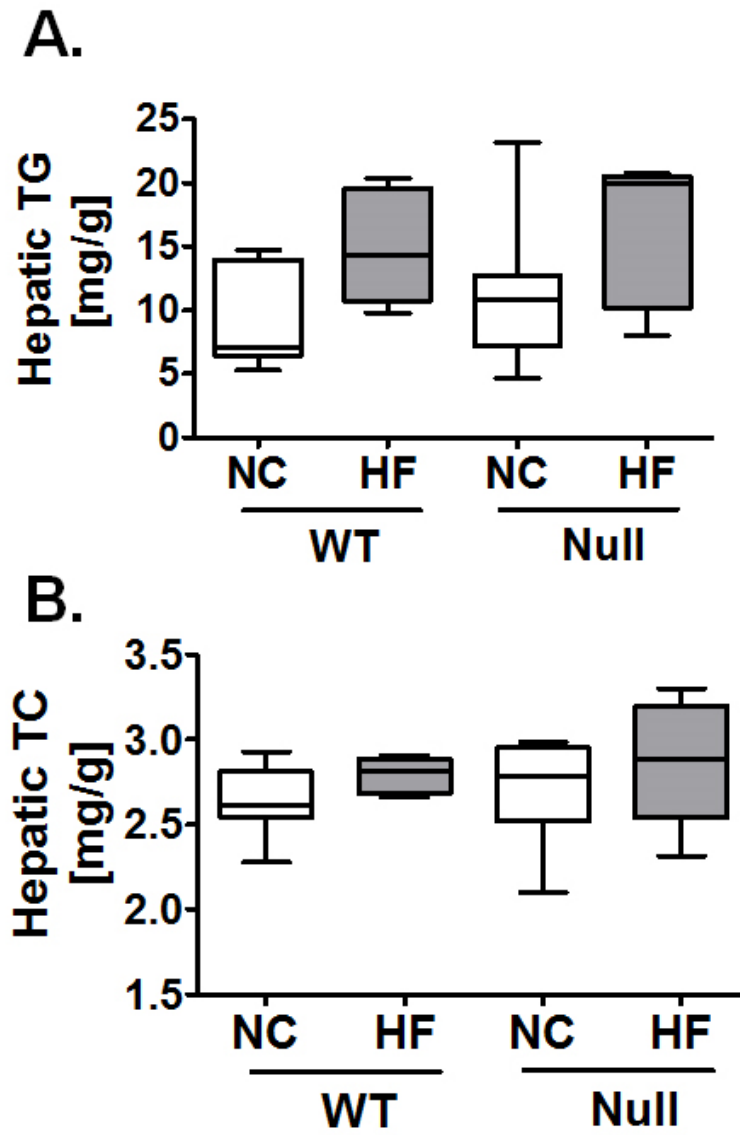 A.
Hepatic TG
[mg/g]
25
20
15
10
5
0
NC HF NC HF
WT Null
B.
Hepatic TC
[mg/g]
3.5
3.0
2.5
2.0
1.5
NC HF NC HF
WT Null